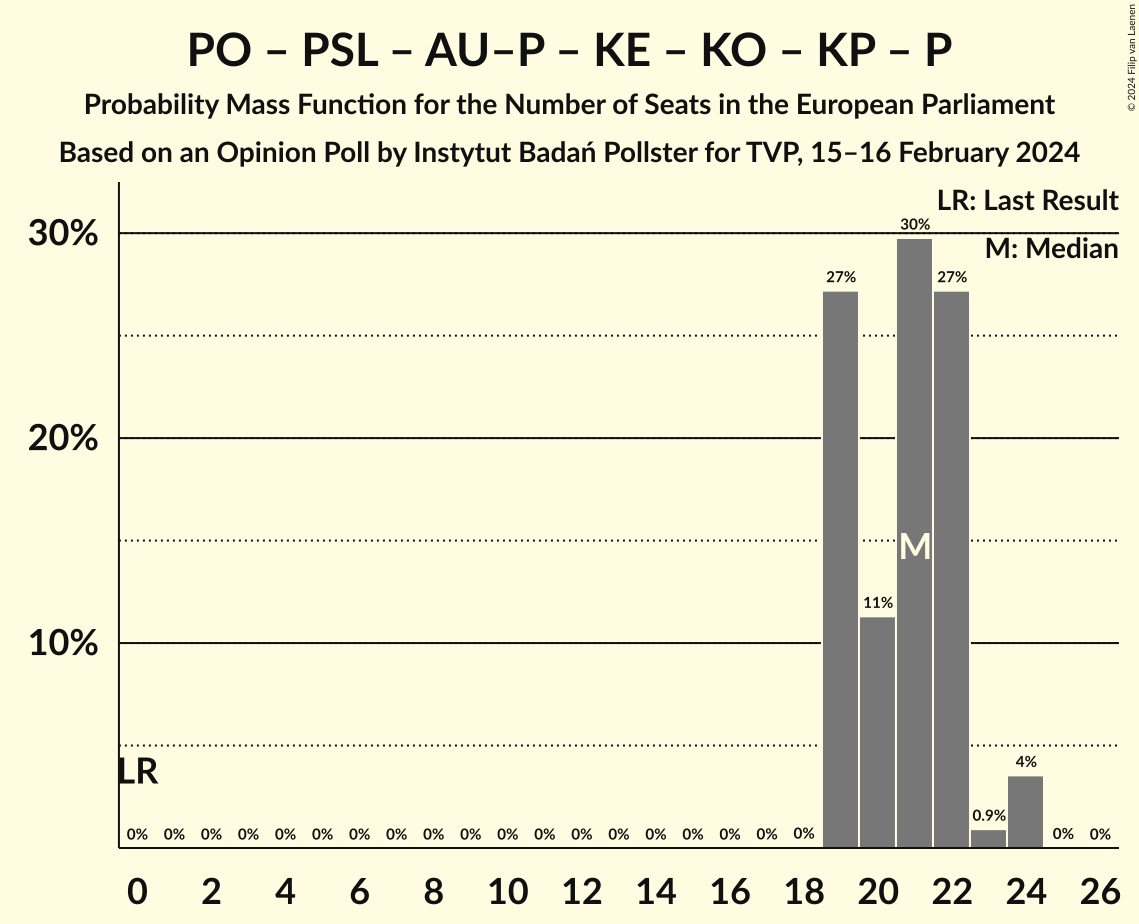 PO – PSL – AU–P – KE – KO – KP – P
Probability Mass Function for the Number of Seats in the European Parliament
Based on an Opinion Poll by Instytut Badań Pollster for TVP, 15–16 February 2024
© 2024 Filip van Laenen
LR: Last Result
M: Median
30%
20%
10%
30%
27%
27%
11%
M
LR
4%
0.9%
0% 0% 0% 0% 0% 0% 0% 0% 0% 0% 0% 0% 0% 0% 0% 0% 0% 0% 0% 0% 0%
0 2 4 6 8 10 12 14 16 18 20 22 24 26